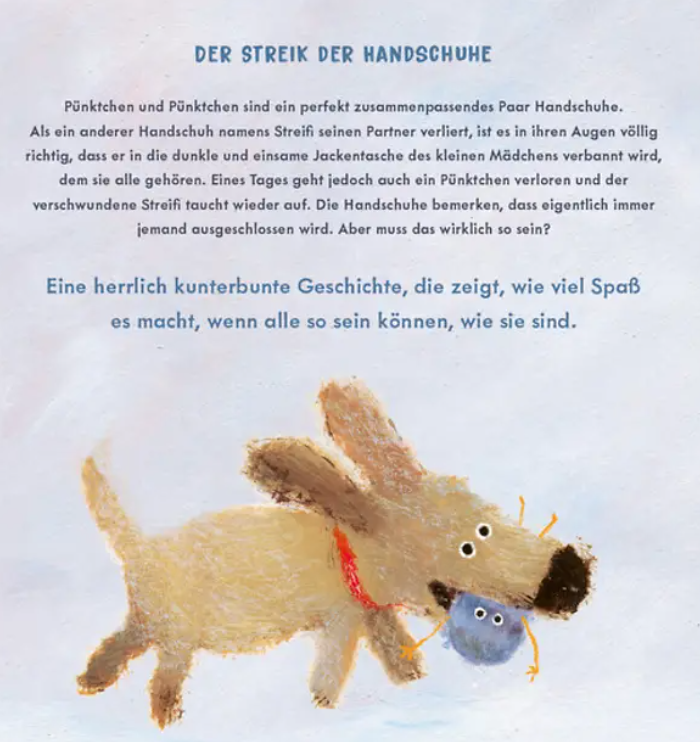 DER STREIK DER HANDSCHUHE
Pünktchen und Pünktchen sind ein perfekt zusammenpassendes Paar Handschuhe.
Als ein anderer Handschuh namens Streifi seinen Partner verliert, ist es in ihren Augen völlig
richtig, dass er in die dunkle und einsame Jackentasche des kleinen Mädchens verbannt wird,
dem sie alle gehören. Eines Tages geht jedoch auch ein Pünktchen verloren und der
verschwundene Streifi taucht wieder auf. Die Handschuhe bemerken, dass eigentlich immer
jemand ausgeschlossen wird. Aber muss das wirklich so sein?
Eine herrlich kunterbunte Geschichte, die zeigt, wie viel Spaß
es macht, wenn alle so sein können, wie sie sind.